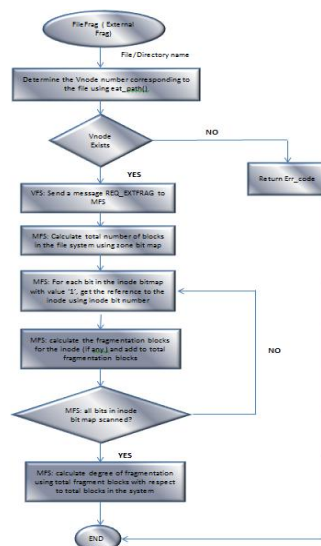 FileFrag ( External
Frag)
File/Directory name
Determine the Vnode number corresponding to
the file using eat_path()
Vnode
Exists
NO
Return Err_code
YES
VFS: Send a message REQ_EXTFRAG to
MFS
MFS: Calculate total number of blocks
in the file system using zone bit map
MFS: For each bit in the inode bitmap
with value '1', get the reference to the
inode using inode bit number
MFS: calculate the fragmentation blocks
for the inode (if any) and add to total
fragmentation blocks
NO
MFS: all bits in inode
bit map scanned?
YES
MFS: calculate degree of fragmentation
using total fragment blocks with respect
to total blocks in the system
END